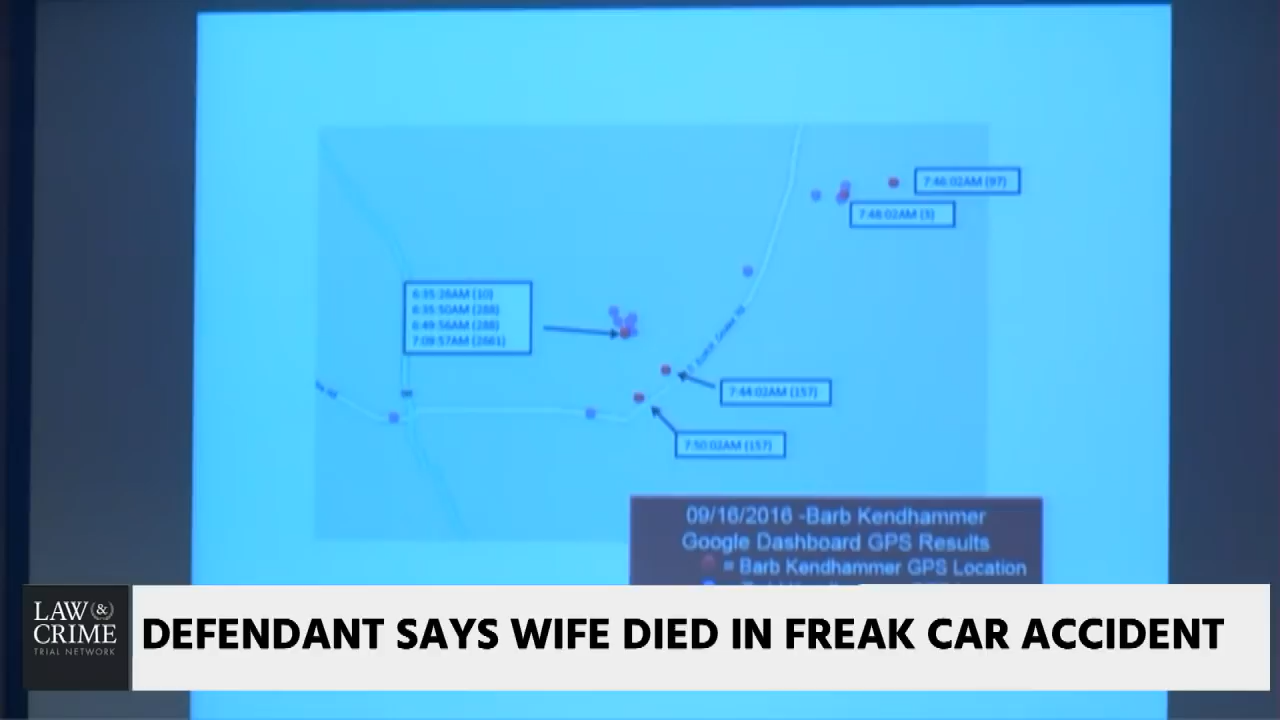 7:46:02AM (97)
7:48:02AM (3)
6:35:26AM (10)
6:35:50AM (288)
6:49:56AM (288)
7:09:57AM (2661)
7:44:02AM (157)
7:50:02AM (157)
09/16/2016 -Barb Kendhammer
Google Dashboard GPS Results
= Barb Kendhammer GPS Location
LAW &
CRIME
TRIAL NETWORK
DEFENDANT SAYS WIFE DIED IN FREAK CAR ACCIDENT